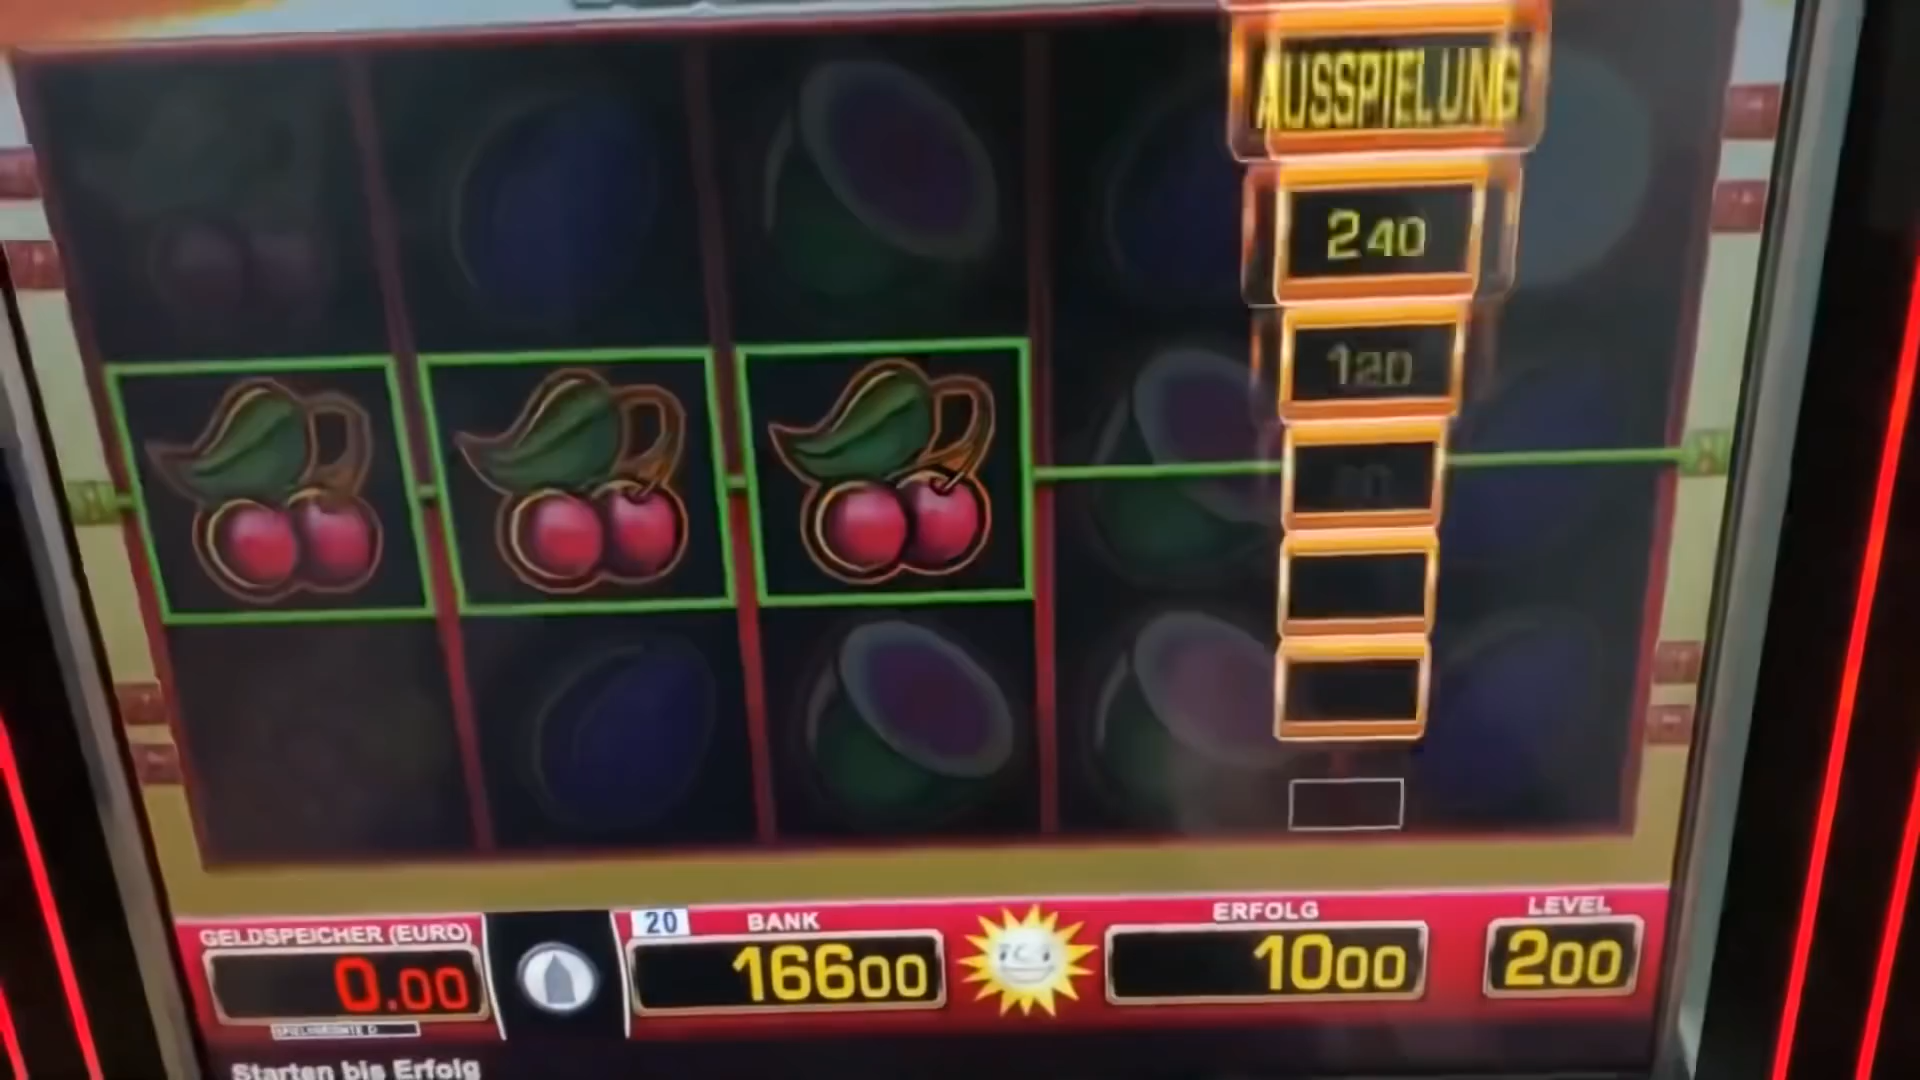 AUSSPIELUNG
240
120
GELDSPEICHER (EURO)
0.00
20
BANK
16600
ERFOLG
1000
LEVEL
200
Starten bis Erfolg